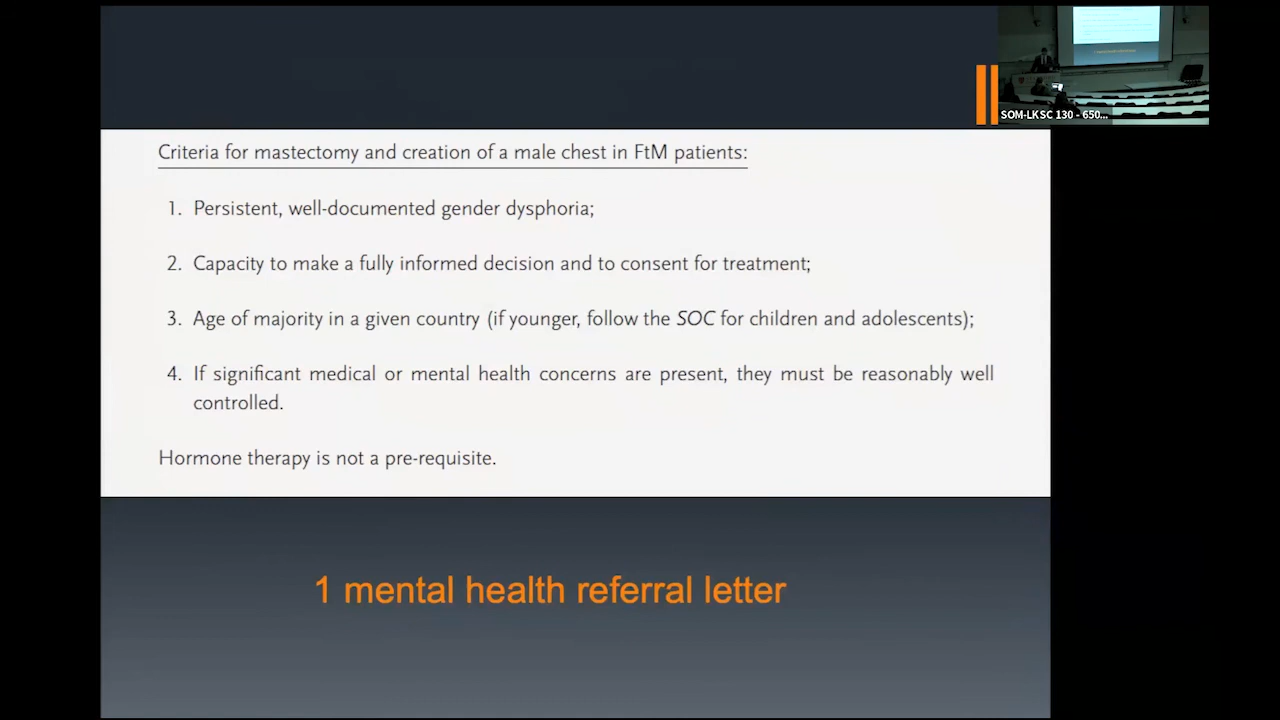 SOM-LKSC 130 - 650...
Criteria for mastectomy and creation of a male chest in FtM patients:
1. Persistent, well-documented gender dysphoria;
2. Capacity to make a fully informed decision and to consent for treatment;
3. Age of majority in a given country (if younger, follow the SOC for children and adolescents);
4. If significant medical or mental health concerns are present, they must be reasonably well
controlled.
Hormone therapy is not a pre-requisite.
1 mental health referral letter